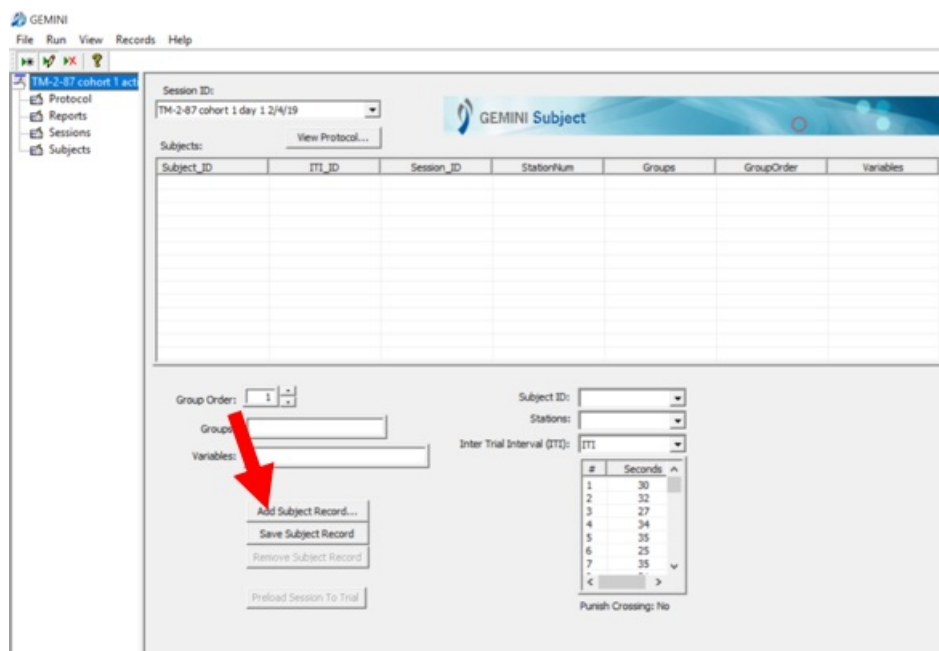 GEMINI
File Run View Records Help
TM-2-87 cohort 1 acti
Protocol
Reports
Sessions
Subjects
Session ID:
TM-2-87 cohort 1 day 1 2/4/19
GEMINI Subject
View Protocol...
Subjects:
Subject_ID ITI_ID Session_ID StationNum Groups GroupOrder Variables
Group Order: 1
Groups:
Variables:
Subject ID:
Stations:
Inter Trial Interval (ITI): ITI
# Seconds
1 30
2 32
3 27
4 34
5 35
6 25
7 35
Punish Crossing: No
Add Subject Record...
Save Subject Record
Remove Subject Record
Preload Session To Trial